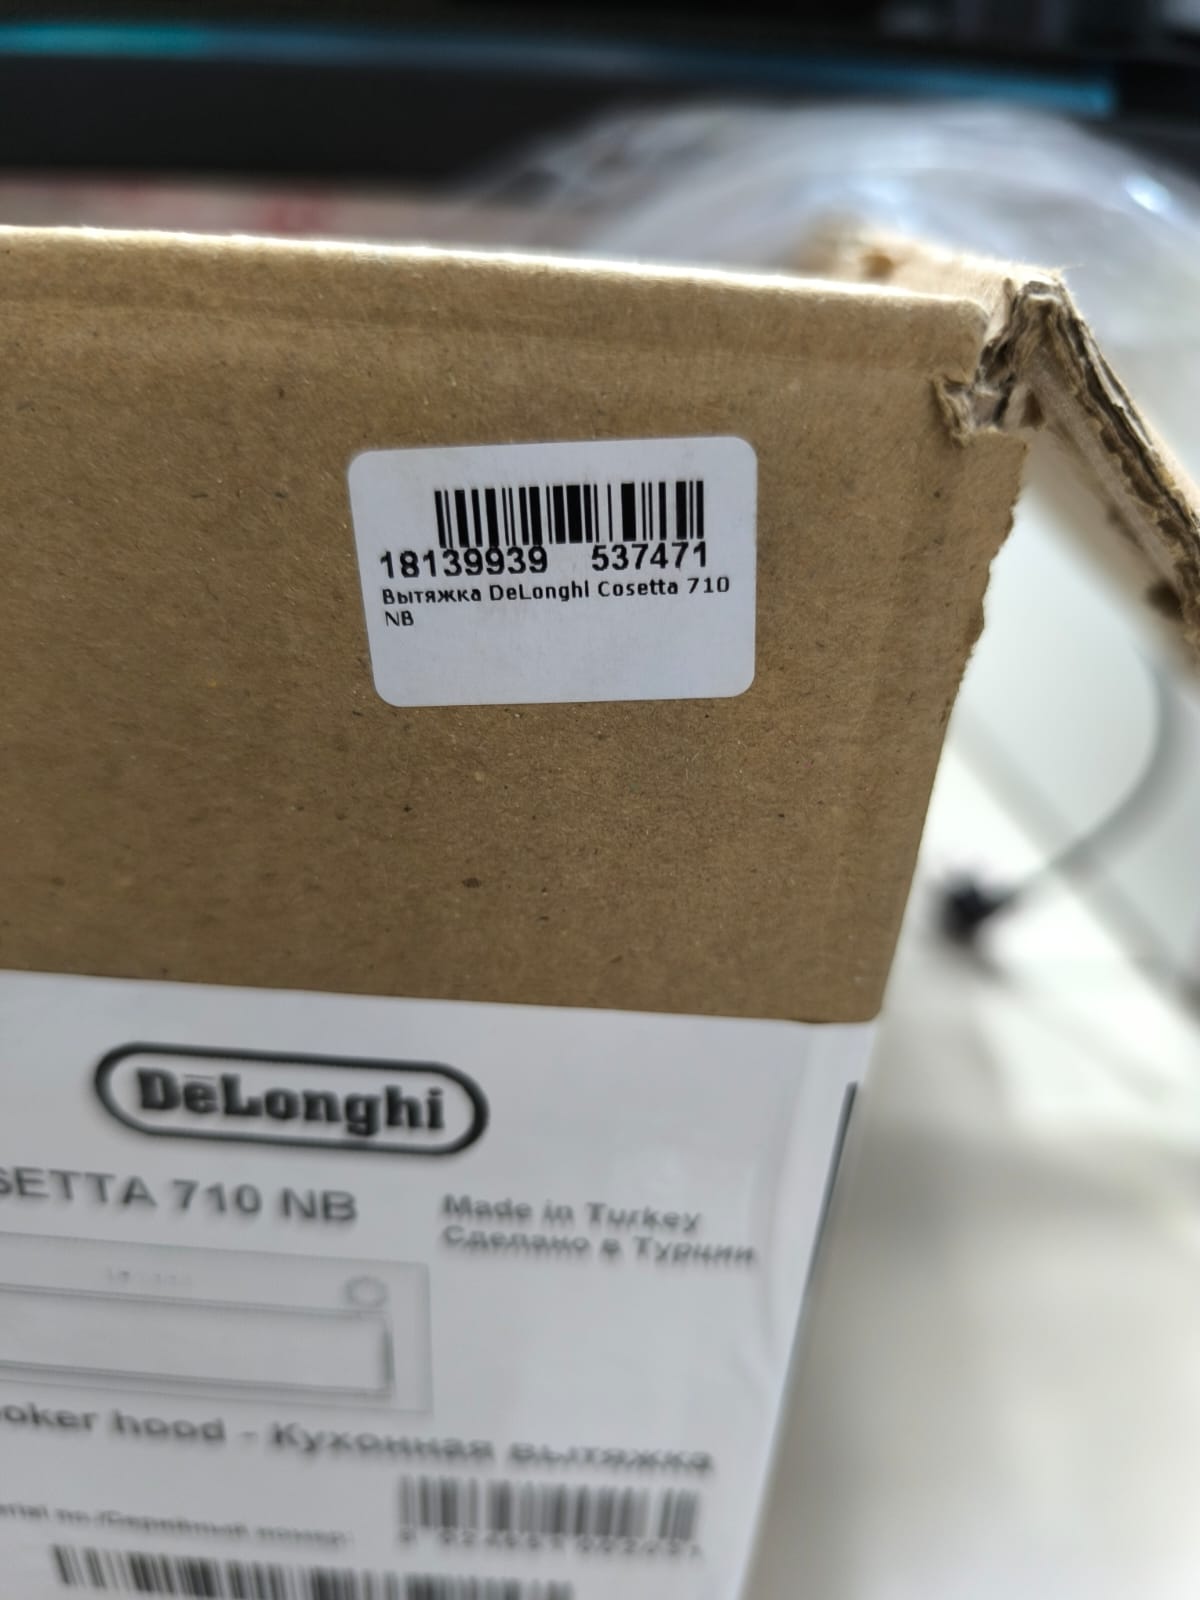 18139939 537471
Вытяжка DeLonghi Cosetta 710
NB
DeLonghi
SETTA 710 NB
Made in Turkey
Сделано в Турции
oker hood - Кухонная вытяжка